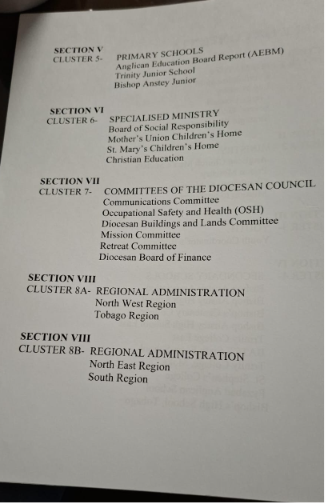 SECTION V
CLUSTER 5- PRIMARY SCHOOLS
Anglican Education Board Report (AEBM)
Trinity Junior School
Bishop Anstey Junior
SECTION VI
CLUSTER 6- SPECIALISED MINISTRY
Board of Social Responsibility
Mother's Union Children's Home
St. Mary's Children's Home
Christian Education
SECTION VII
CLUSTER 7- COMMITTEES OF THE DIOCESAN COUNCIL
Communications Committee
Occupational Safety and Health (OSH)
Diocesan Buildings and Lands Committee
Mission Committee
Retreat Committee
Diocesan Board of Finance
SECTION VIII
CLUSTER 8A- REGIONAL ADMINISTRATION
North West Region
Tobago Region
SECTION VIII
CLUSTER 8B- REGIONAL ADMINISTRATION
North East Region
South Region